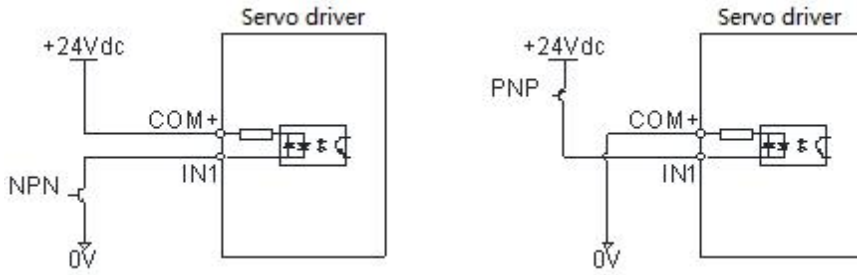 Servo driver
+24Vdc
COM+
IN1
NPN
0V
Servo driver
+24Vdc
PNP
COM+
IN1
0V